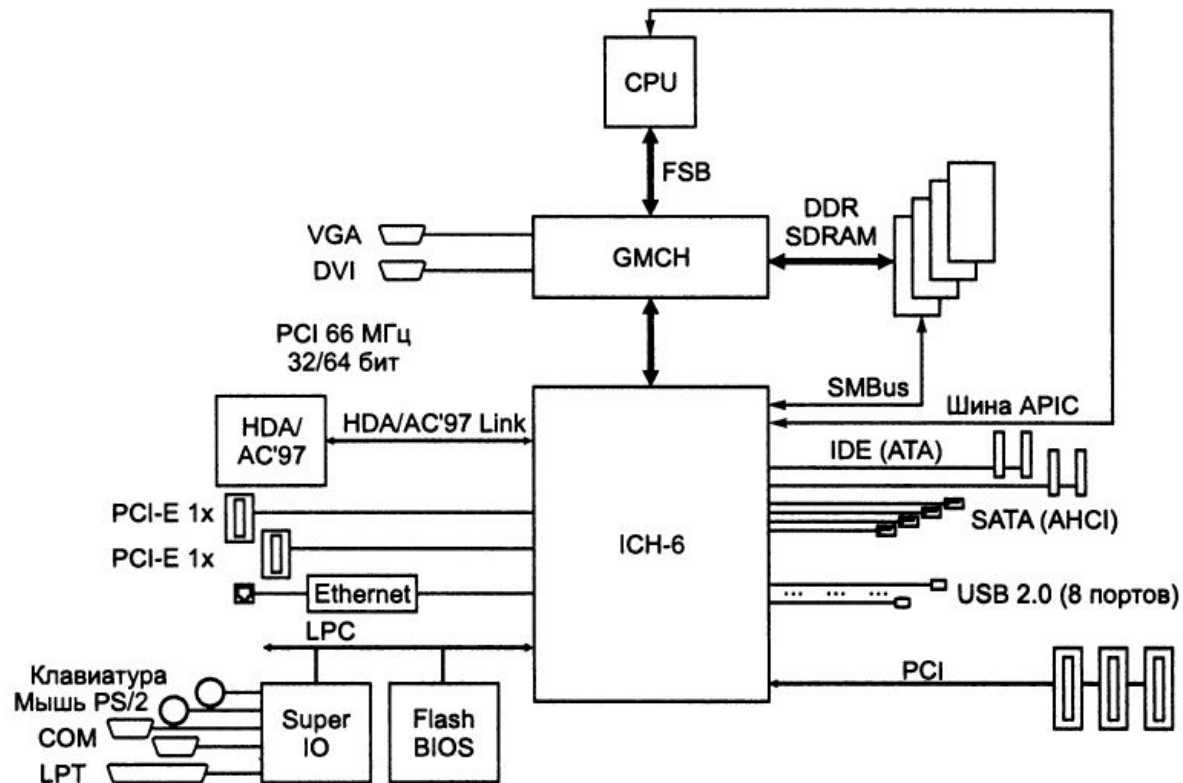 CPU
FSB
VGA
DVI
GMCH
DDR
SDRAM
PCI 66 МГц
32/64 бит
SMBus
Шина APIC
HDA/
AC'97
HDA/AC'97 Link
IDE (ATA)
PCI-E 1x
SATA (AHCI)
PCI-E 1x
ICH-6
Ethernet
USB 2.0 (8 портов)
LPC
PCI
Клавиатура
Мышь PS/2
COM
LPT
Super
IO
Flash
BIOS